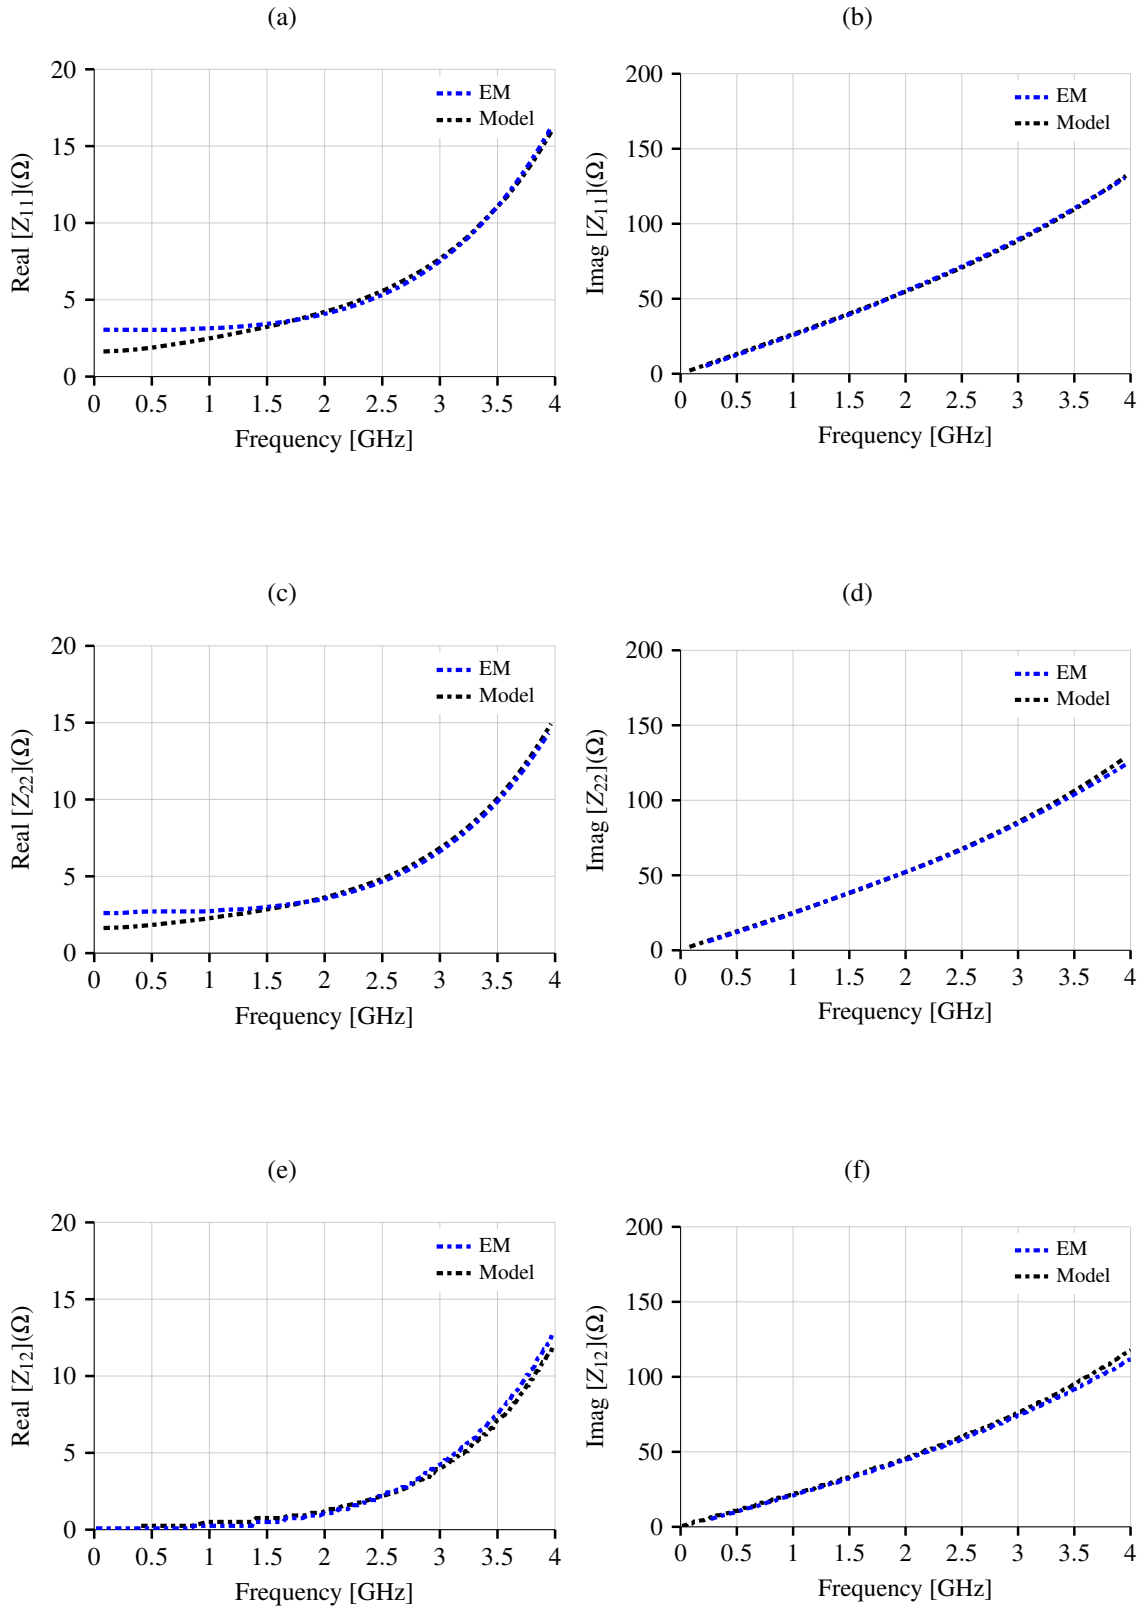 (a)
20
15
10
5
0
Real [Z11](Ω)
EM
Model
0 0.5 1 1.5 2 2.5 3 3.5 4
Frequency [GHz]
(b)
200
150
100
50
0
Imag [Z11](Ω)
EM
Model
0 0.5 1 1.5 2 2.5 3 3.5 4
Frequency [GHz]
(c)
20
15
10
5
0
Real [Z22](Ω)
EM
Model
0 0.5 1 1.5 2 2.5 3 3.5 4
Frequency [GHz]
(d)
200
150
100
50
0
Imag [Z22](Ω)
EM
Model
0 0.5 1 1.5 2 2.5 3 3.5 4
Frequency [GHz]
(e)
20
15
10
5
0
Real [Z12](Ω)
EM
Model
0 0.5 1 1.5 2 2.5 3 3.5 4
Frequency [GHz]
(f)
200
150
100
50
0
Imag [Z12](Ω)
EM
Model
0 0.5 1 1.5 2 2.5 3 3.5 4
Frequency [GHz]